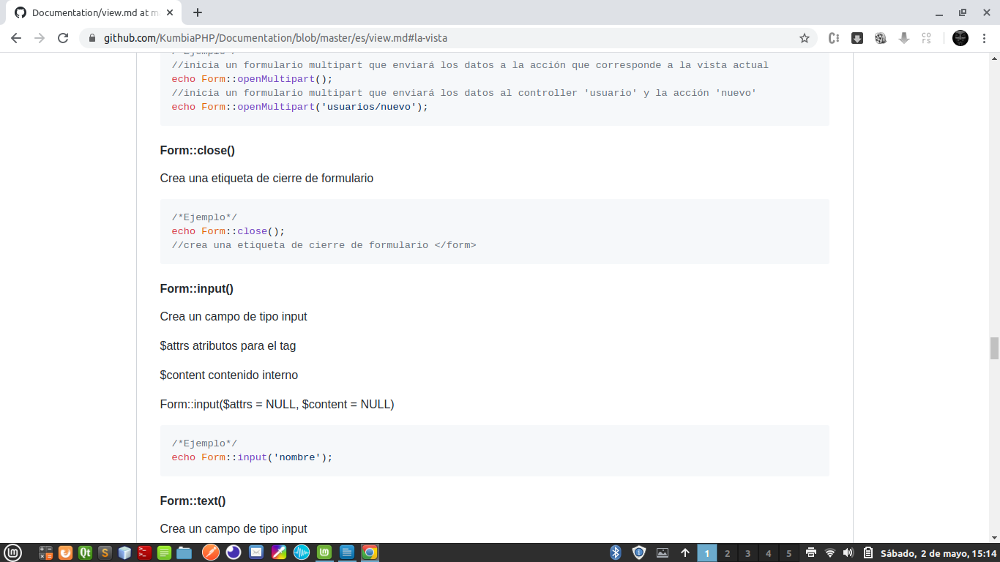 Documentation/view.md at m
github.com/KumbiaPHP/Documentation/blob/master/es/view.md#la-vista
/*Ejemplo*/
//inicia un formulario multipart que enviará los datos a la acción que corresponde a la vista actual
echo Form::openMultipart();
//inicia un formulario multipart que enviará los datos al controller 'usuario' y la acción 'nuevo'
echo Form::openMultipart('usuarios/nuevo');
Form::close()
Crea una etiqueta de cierre de formulario
/*Ejemplo*/
echo Form::close();
//crea una etiqueta de cierre de formulario </form>
Form::input()
Crea un campo de tipo input
$attrs atributos para el tag
$content contenido interno
Form::input($attrs = NULL, $content = NULL)
/*Ejemplo*/
echo Form::input('nombre');
Form::text()
Crea un campo de tipo input
1 2 3 4 5 Sábado, 2 de mayo, 15:14